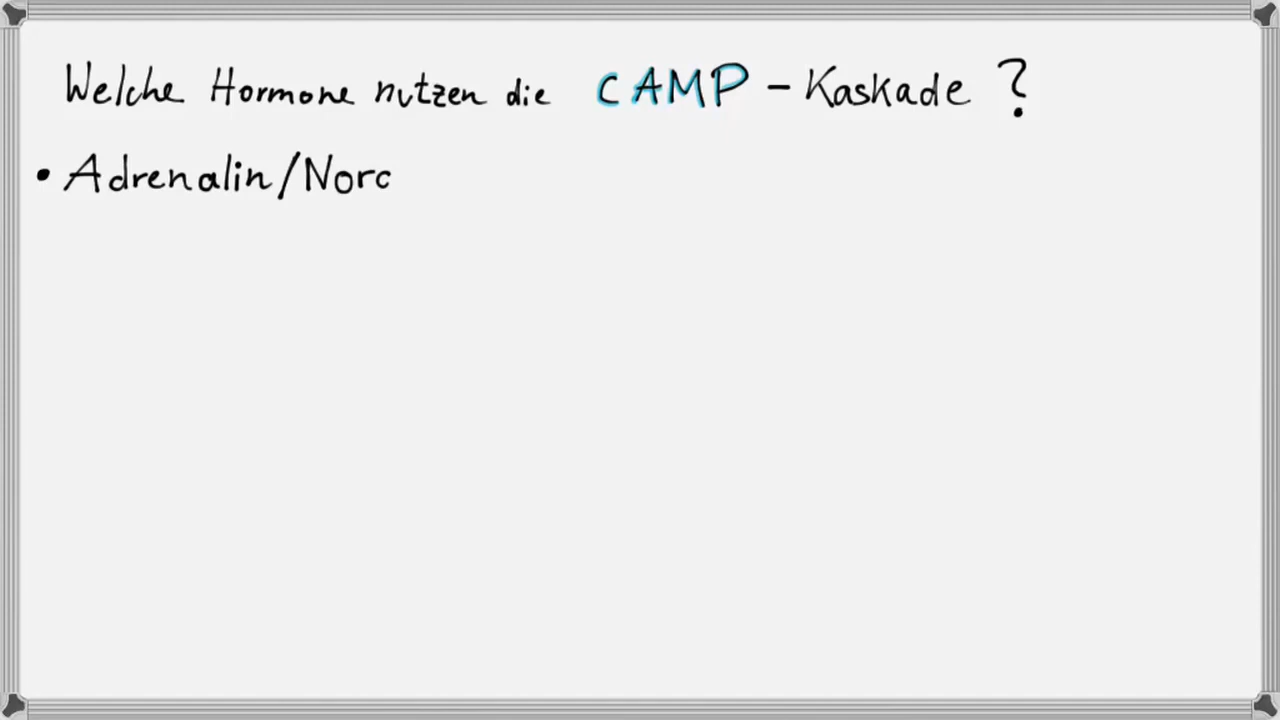 Welche Hormone nutzen die cAMP - Kaskade ?
• Adrenalin/Norc